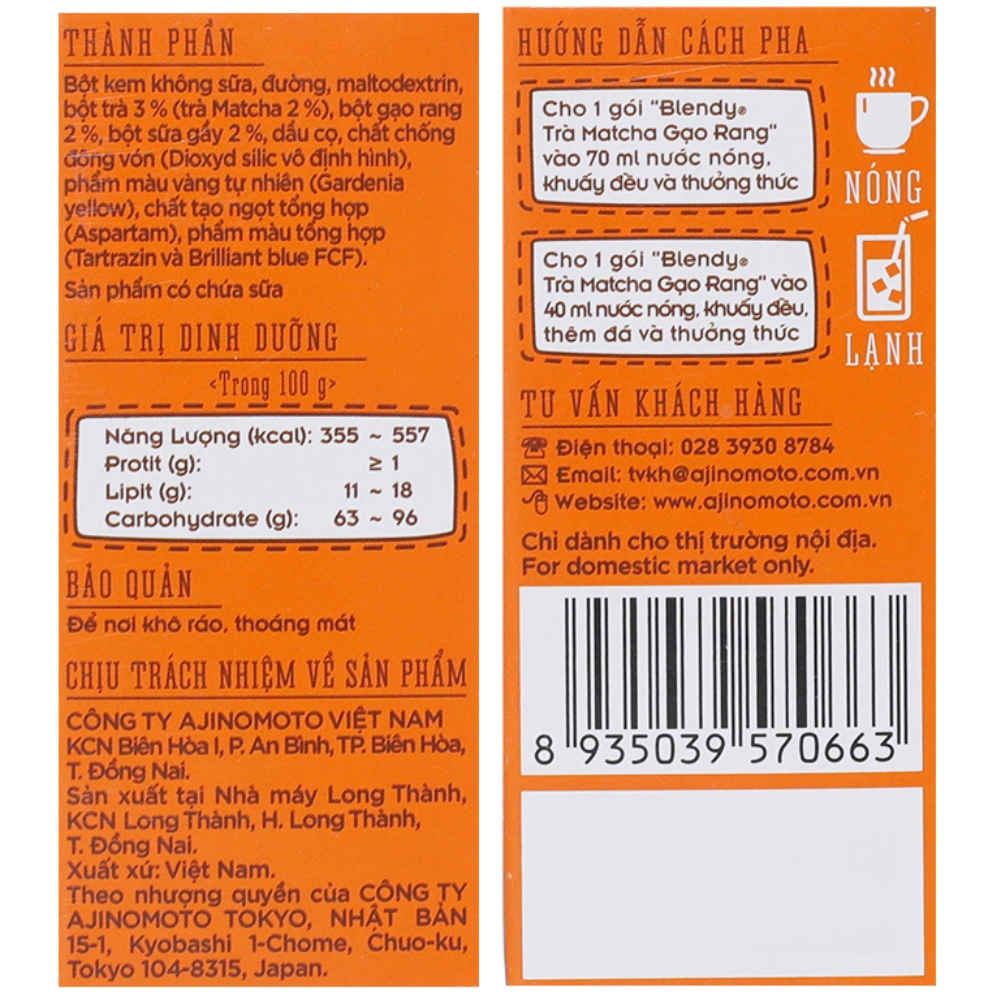 THÀNH PHẦN
Bột kem không sữa, đường, maltodextrin,
bột trà 3 % (trà Matcha 2 %), bột gạo rang
2 %, bột sữa gầy 2 %, dầu cọ, chất chống
đông vón (Dioxyd silic vô định hình),
phẩm màu vàng tự nhiên (Gardenia
yellow), chất tạo ngọt tổng hợp
(Aspartam), phẩm màu tổng hợp
(Tartrazin và Brilliant blue FCF).
Sản phẩm có chứa sữa
GIÁ TRỊ DINH DƯỠNG
<Trong 100 g>
Năng Lượng (kcal): 355 ~ 557
Protit (g): ≥ 1
Lipit (g): 11 ~ 18
Carbohydrate (g): 63 ~ 96
BẢO QUẢN
Để nơi khô ráo, thoáng mát
CHỊU TRÁCH NHIỆM VỀ SẢN PHẨM
CÔNG TY AJINOMOTO VIỆT NAM
KCN Biên Hòa I, P. An Bình, TP. Biên Hòa,
T. Đồng Nai.
Sản xuất tại Nhà máy Long Thành,
KCN Long Thành, H. Long Thành,
T. Đồng Nai.
Xuất xứ: Việt Nam.
Theo nhượng quyền của CÔNG TY
AJINOMOTO TOKYO, NHẬT BẢN
15-1, Kyobashi 1-Chome, Chuo-ku,
Tokyo 104-8315, Japan.
HƯỚNG DẪN CÁCH PHA
Cho 1 gói "Blendy®
Trà Matcha Gạo Rang"
vào 70 ml nước nóng,
khuấy đều và thưởng thức
NÓNG
Cho 1 gói "Blendy®
Trà Matcha Gạo Rang" vào
40 ml nước nóng, khuấy đều,
thêm đá và thưởng thức
LẠNH
TƯ VẤN KHÁCH HÀNG
Điện thoại: 028 3930 8784
Email: tvkh@ajinomoto.com.vn
Website: www.ajinomoto.com.vn
Chỉ dành cho thị trường nội địa.
For domestic market only.
8 935039 570663